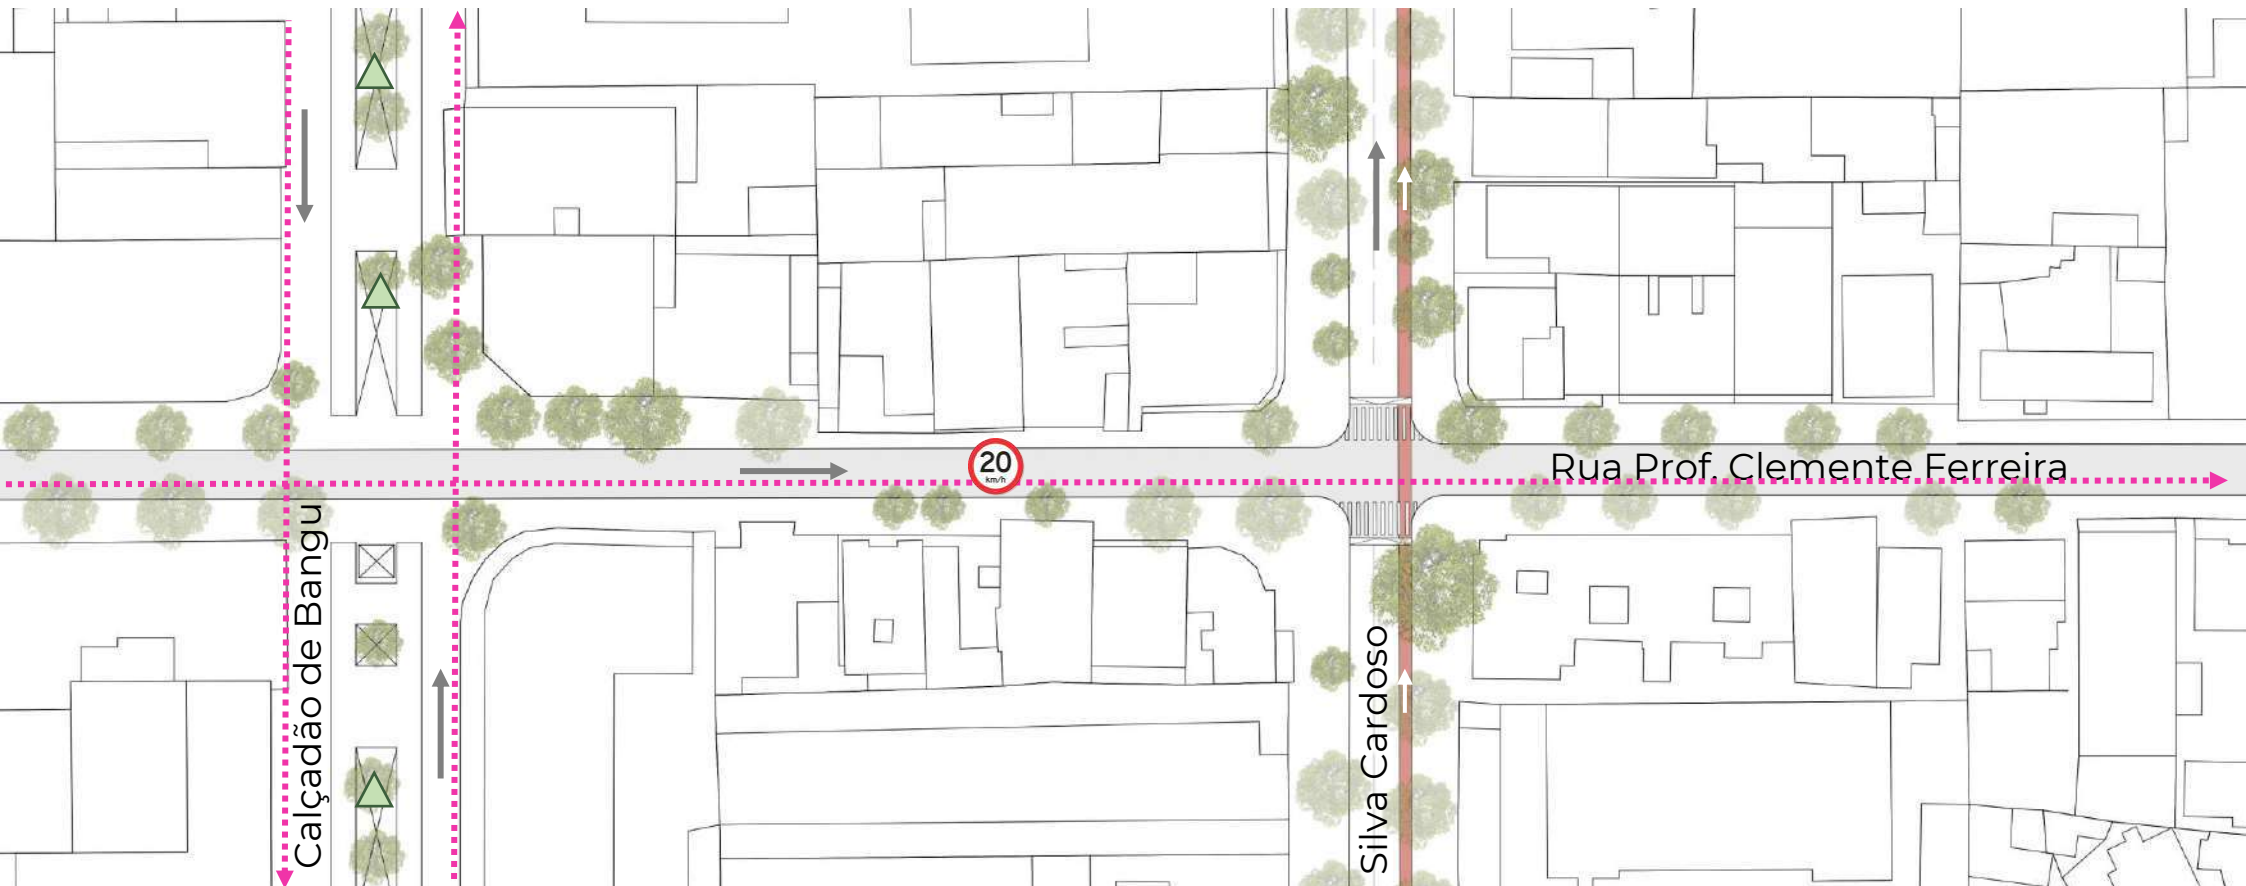 20
km/h
Rua Prof. Clemente Ferreira
Calçadão de Bangu
Silva Cardoso